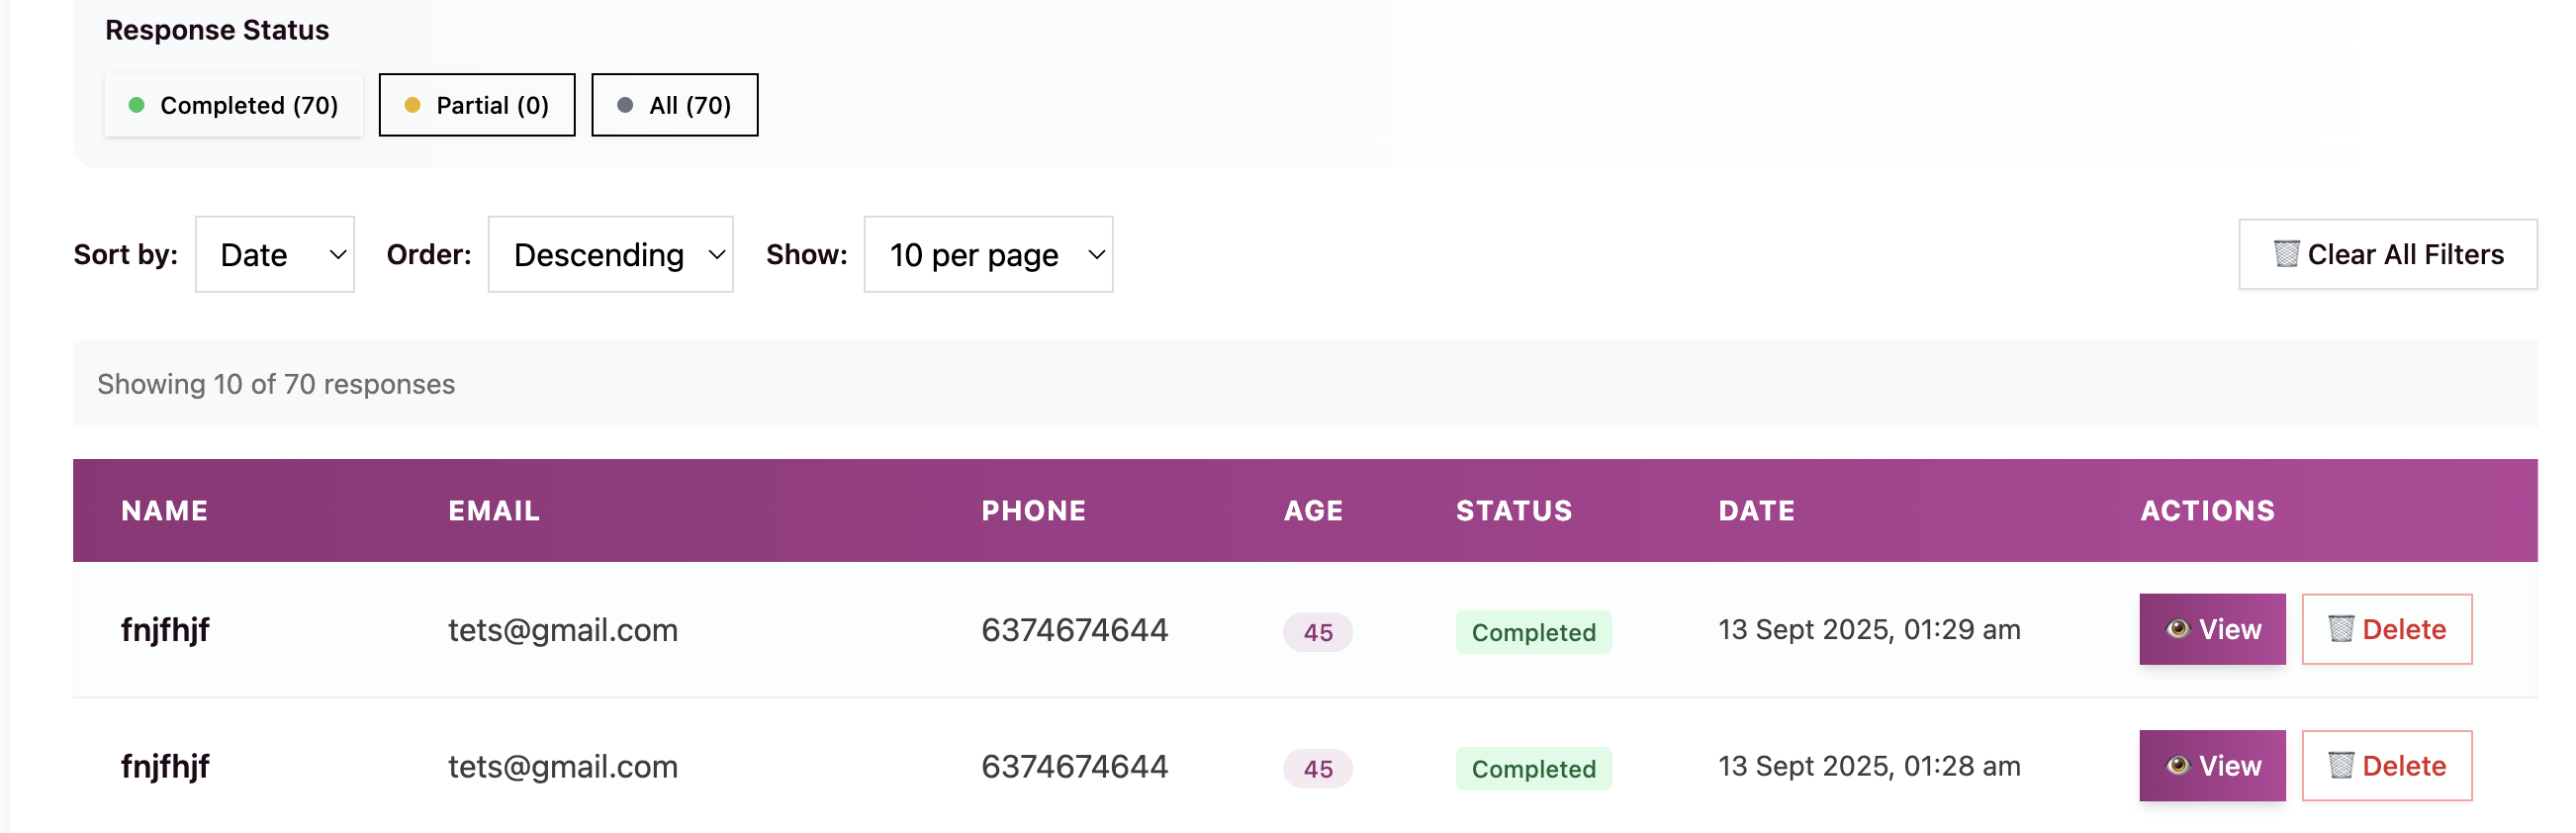 Response Status
Completed (70) Partial (0) All (70)
Sort by: Date Order: Descending Show: 10 per page Clear All Filters
Showing 10 of 70 responses
NAME EMAIL PHONE AGE STATUS DATE ACTIONS
fnjfhjf tets@gmail.com 6374674644 45 Completed 13 Sept 2025, 01:29 am View Delete
fnjfhjf tets@gmail.com 6374674644 45 Completed 13 Sept 2025, 01:28 am View Delete